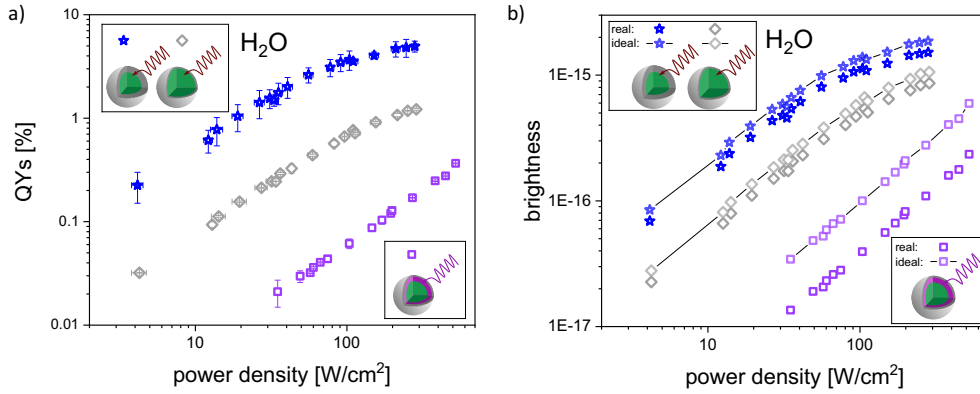 a)
H₂O
QYs [%]
10
1
0.1
0.01
10
100
power density [W/cm²]
b)
real:
ideal:
H₂O
brightness
1E-15
1E-16
1E-17
real:
ideal:
10
100
power density [W/cm²]